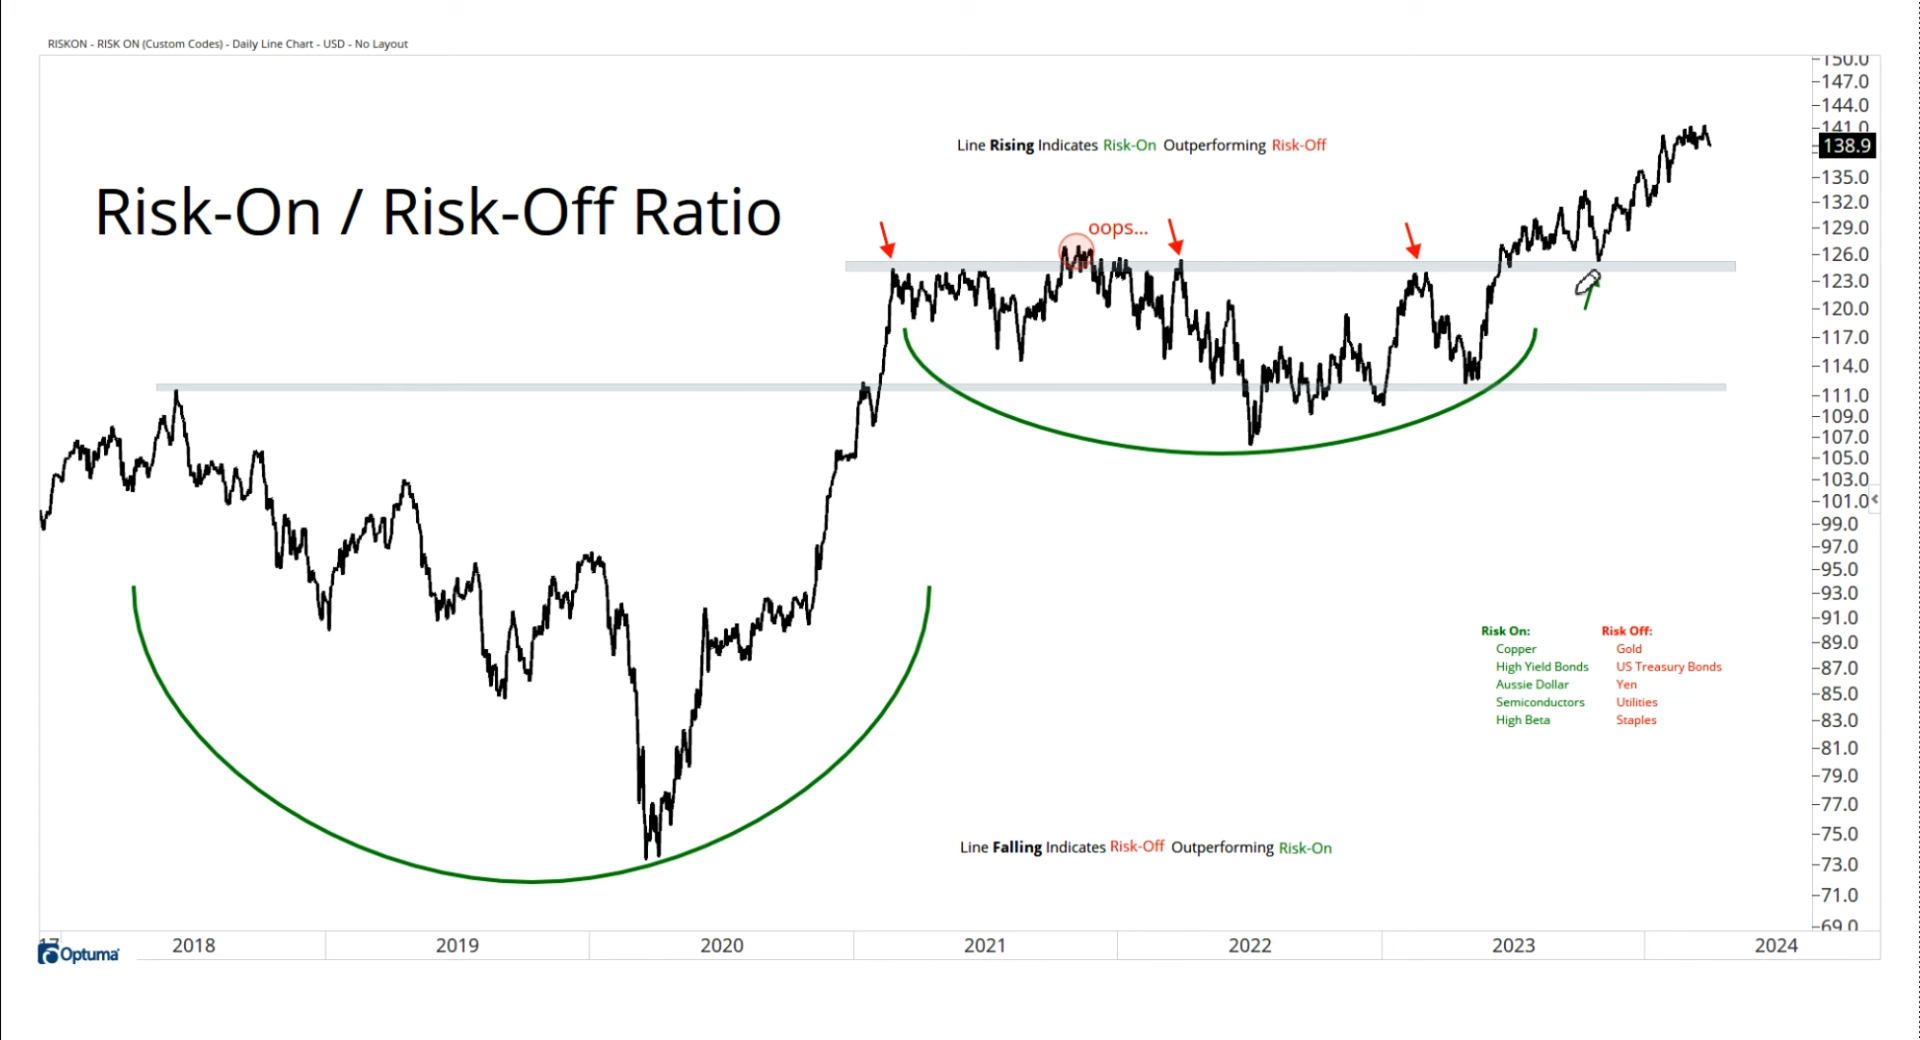 RISKON - RISK ON (Custom Codes) - Daily Line Chart - USD - No Layout
150.0
147.0
144.0
141.0
138.9
135.0
132.0
129.0
126.0
123.0
120.0
117.0
114.0
111.0
109.0
107.0
105.0
103.0
101.0
99.0
97.0
95.0
93.0
91.0
89.0
87.0
85.0
83.0
81.0
79.0
77.0
75.0
73.0
71.0
69.0
Line Rising Indicates Risk-On Outperforming Risk-Off
Risk-On / Risk-Off Ratio
oops...
Risk On: Risk Off:
Copper Gold
High Yield Bonds US Treasury Bonds
Aussie Dollar Yen
Semiconductors Utilities
High Beta Staples
Line Falling Indicates Risk-Off Outperforming Risk-On
17 2018 2019 2020 2021 2022 2023 2024
Optuma